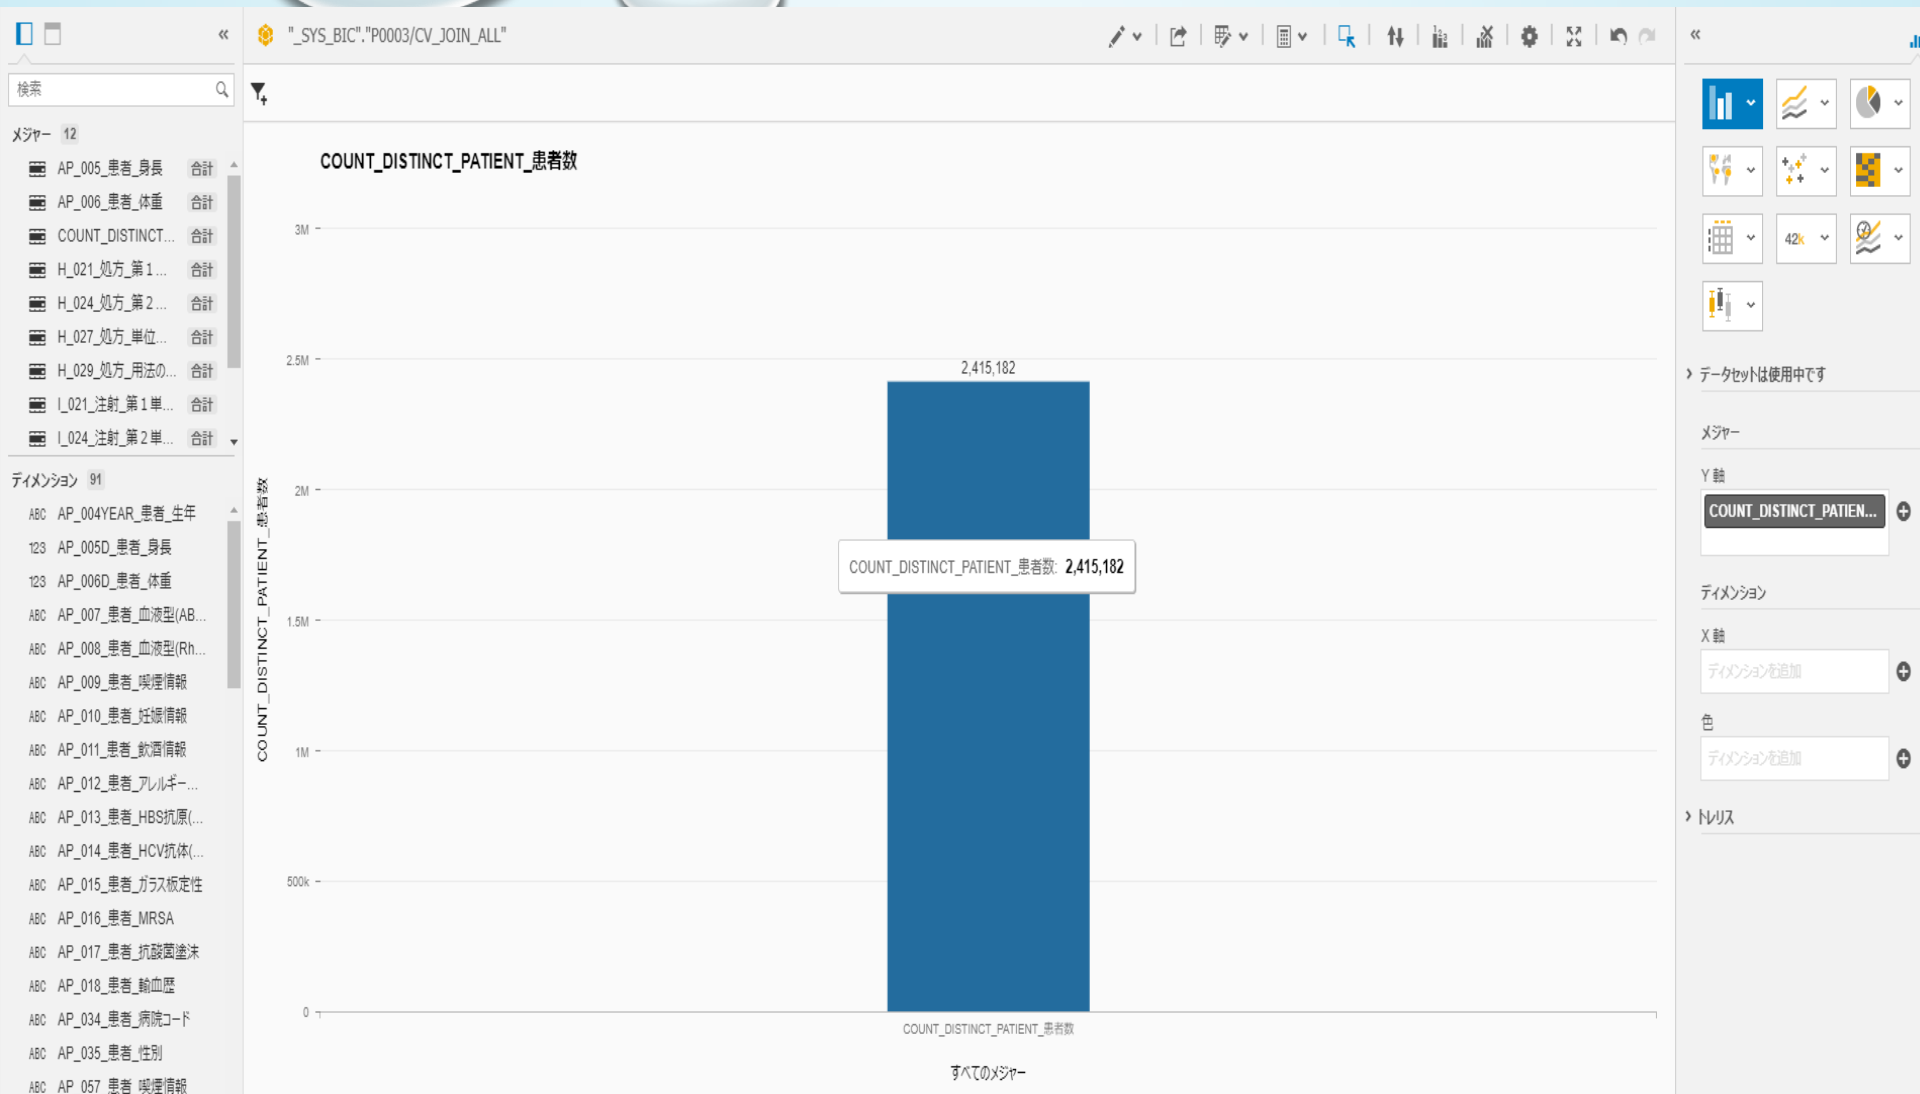 "_SYS_BIC"."P0003/CV_JOIN_ALL"
検索
メジャー 12
AP_005_患者_身長 合計
AP_006_患者_体重 合計
COUNT_DISTINCT... 合計
H_021_処方_第1... 合計
H_024_処方_第2... 合計
H_027_処方_単位... 合計
H_029_処方_用法の... 合計
I_021_注射_第1単... 合計
I_024_注射_第2単... 合計
ディメンション 91
ABC AP_004YEAR_患者_生年
123 AP_005D_患者_身長
123 AP_006D_患者_体重
ABC AP_007_患者_血液型(AB...
ABC AP_008_患者_血液型(Rh...
ABC AP_009_患者_喫煙情報
ABC AP_010_患者_妊娠情報
ABC AP_011_患者_飲酒情報
ABC AP_012_患者_アレルギー...
ABC AP_013_患者_HBS抗原(...
ABC AP_014_患者_HCV抗体(...
ABC AP_015_患者_ガラス板定性
ABC AP_016_患者_MRSA
ABC AP_017_患者_抗酸菌塗沫
ABC AP_018_患者_輸血歴
ABC AP_034_患者_病院コード
ABC AP_035_患者_性別
ABC AP_057_患者_喫煙情報
COUNT_DISTINCT_PATIENT_患者数
3M
2.5M
2M
1.5M
1M
500k
0
COUNT_DISTINCT_PATIENT_患者数
2,415,182
COUNT_DISTINCT_PATIENT_患者数: 2,415,182
COUNT_DISTINCT_PATIENT_患者数
すべてのメジャー
42k
データセットは使用中です
メジャー
Y 軸
COUNT_DISTINCT_PATIEN...
ディメンション
X 軸
ディメンションを追加
色
ディメンションを追加
トレリス